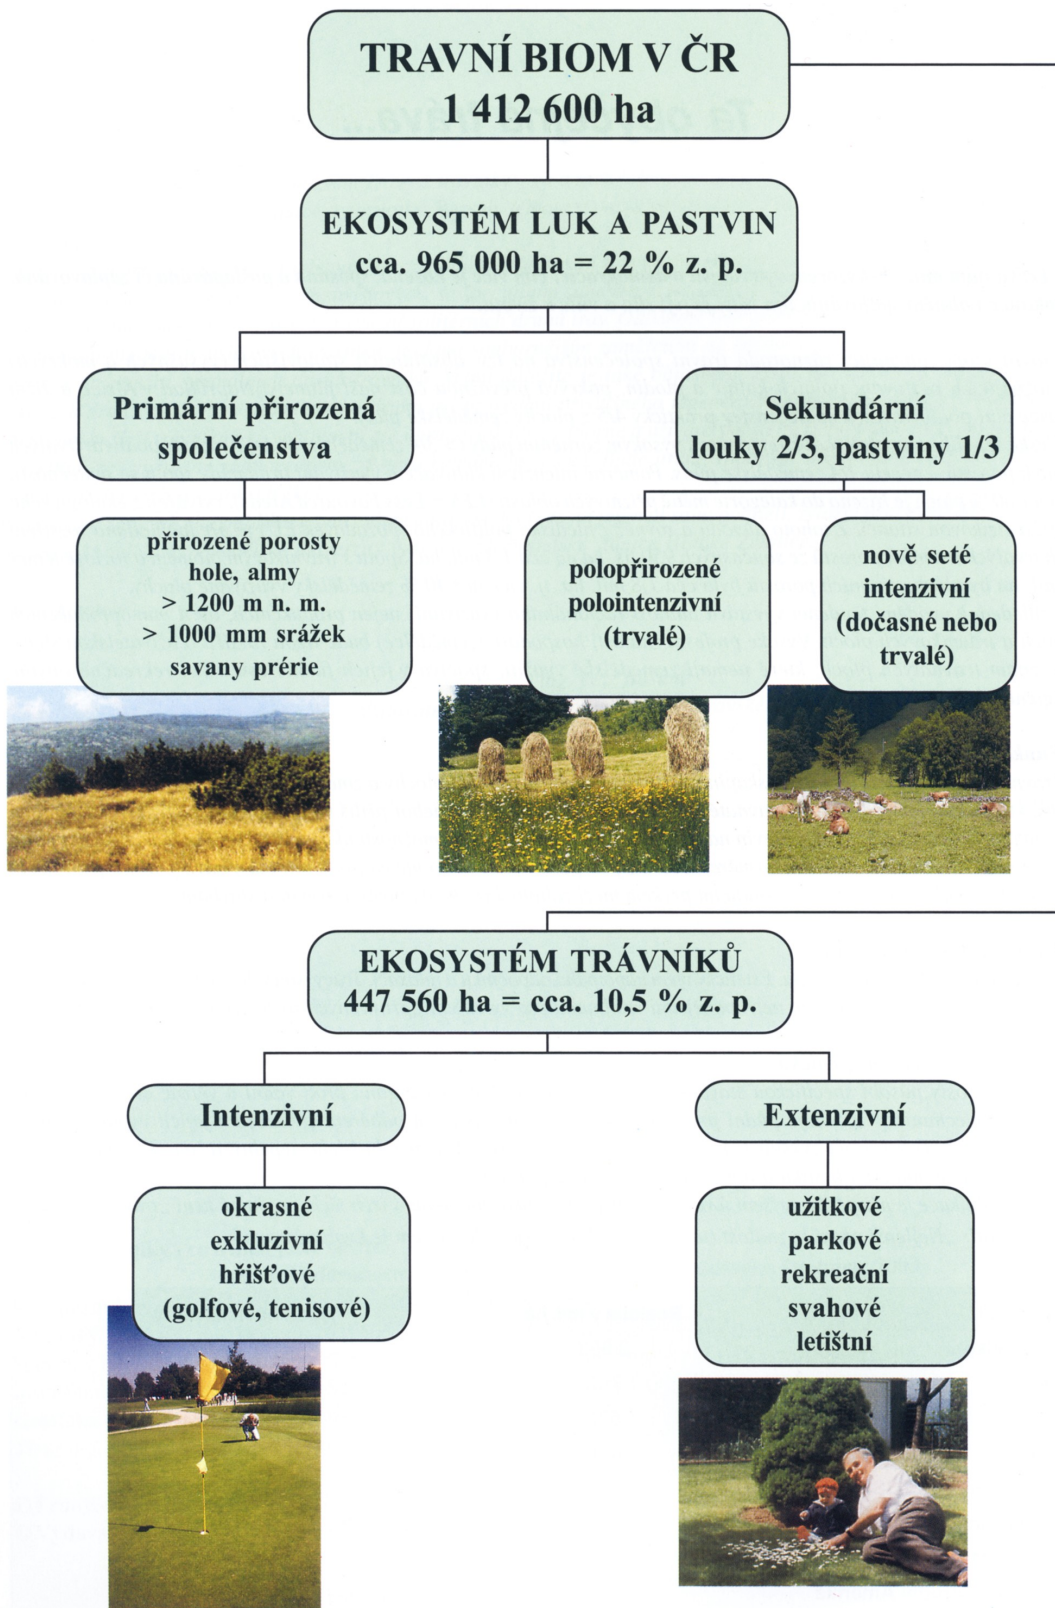 TRAVNÍ BIOM V ČR
1 412 600 ha
EKOSYSTÉM LUK A PASTVIN
cca. 965 000 ha = 22 % z. p.
Primární přirozená
společenstva
Sekundární
louky 2/3, pastviny 1/3
přirozené porosty
hole, almy
> 1200 m n. m.
> 1000 mm srážek
savany prérie
polopřirozené
polointenzivní
(trvalé)
nově seté
intenzivní
(dočasné nebo
trvalé)
EKOSYSTÉM TRÁVNÍKŮ
447 560 ha = cca. 10,5 % z. p.
Intenzivní
Extenzivní
okrasné
exkluzivní
hřišťové
(golfové, tenisové)
užitkové
parkové
rekreační
svahové
letištní